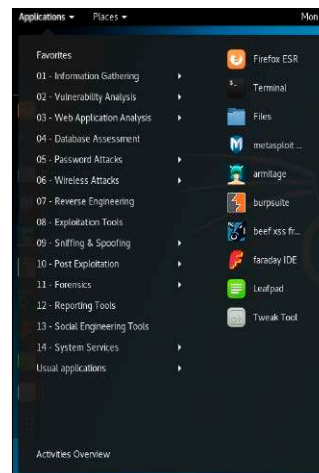 Applications Places Mon
Favorites
01 - Information Gathering
02 - Vulnerability Analysis
03 - Web Application Analysis
04 - Database Assessment
05 - Password Attacks
06 - Wireless Attacks
07 - Reverse Engineering
08 - Exploitation Tools
09 - Sniffing & Spoofing
10 - Post Exploitation
11 - Forensics
12 - Reporting Tools
13 - Social Engineering Tools
14 - System Services
Usual applications
Activities Overview
Firefox ESR
Terminal
Files
metasploit ...
armitage
burpsuite
beef xss fr...
faraday IDE
Leafpad
Tweak Tool